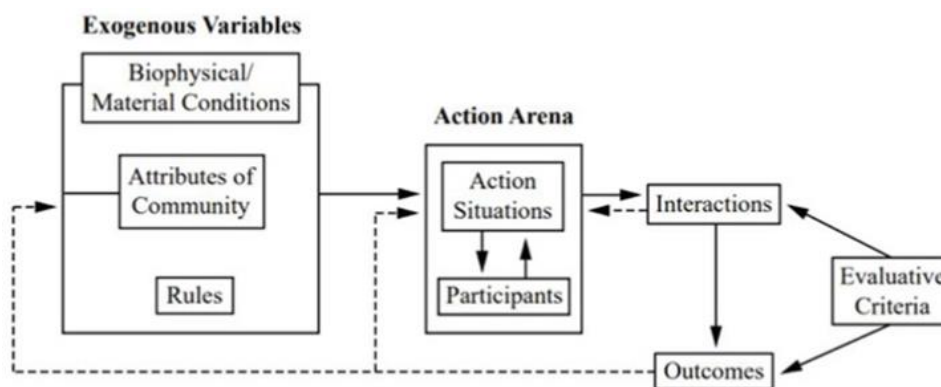 Exogenous Variables
Biophysical/
Material Conditions
Attributes of
Community
Rules
Action Arena
Action
Situations
Participants
Interactions
Outcomes
Evaluative
Criteria